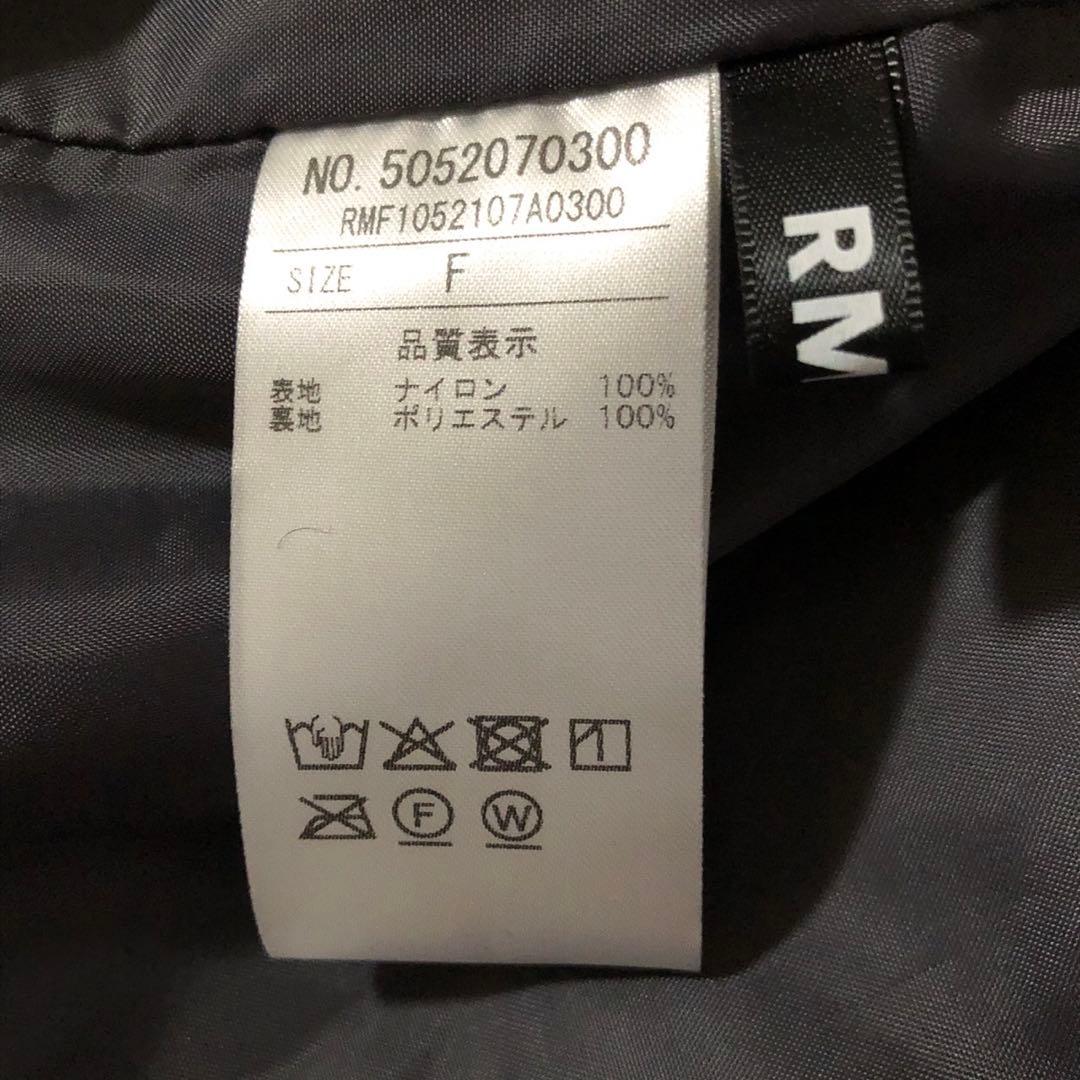 NO. 5052070300
RMF1052107A0300
SIZE F
品質表示
表地 ナイロン 100%
裏地 ポリエステル 100%
F W
RM